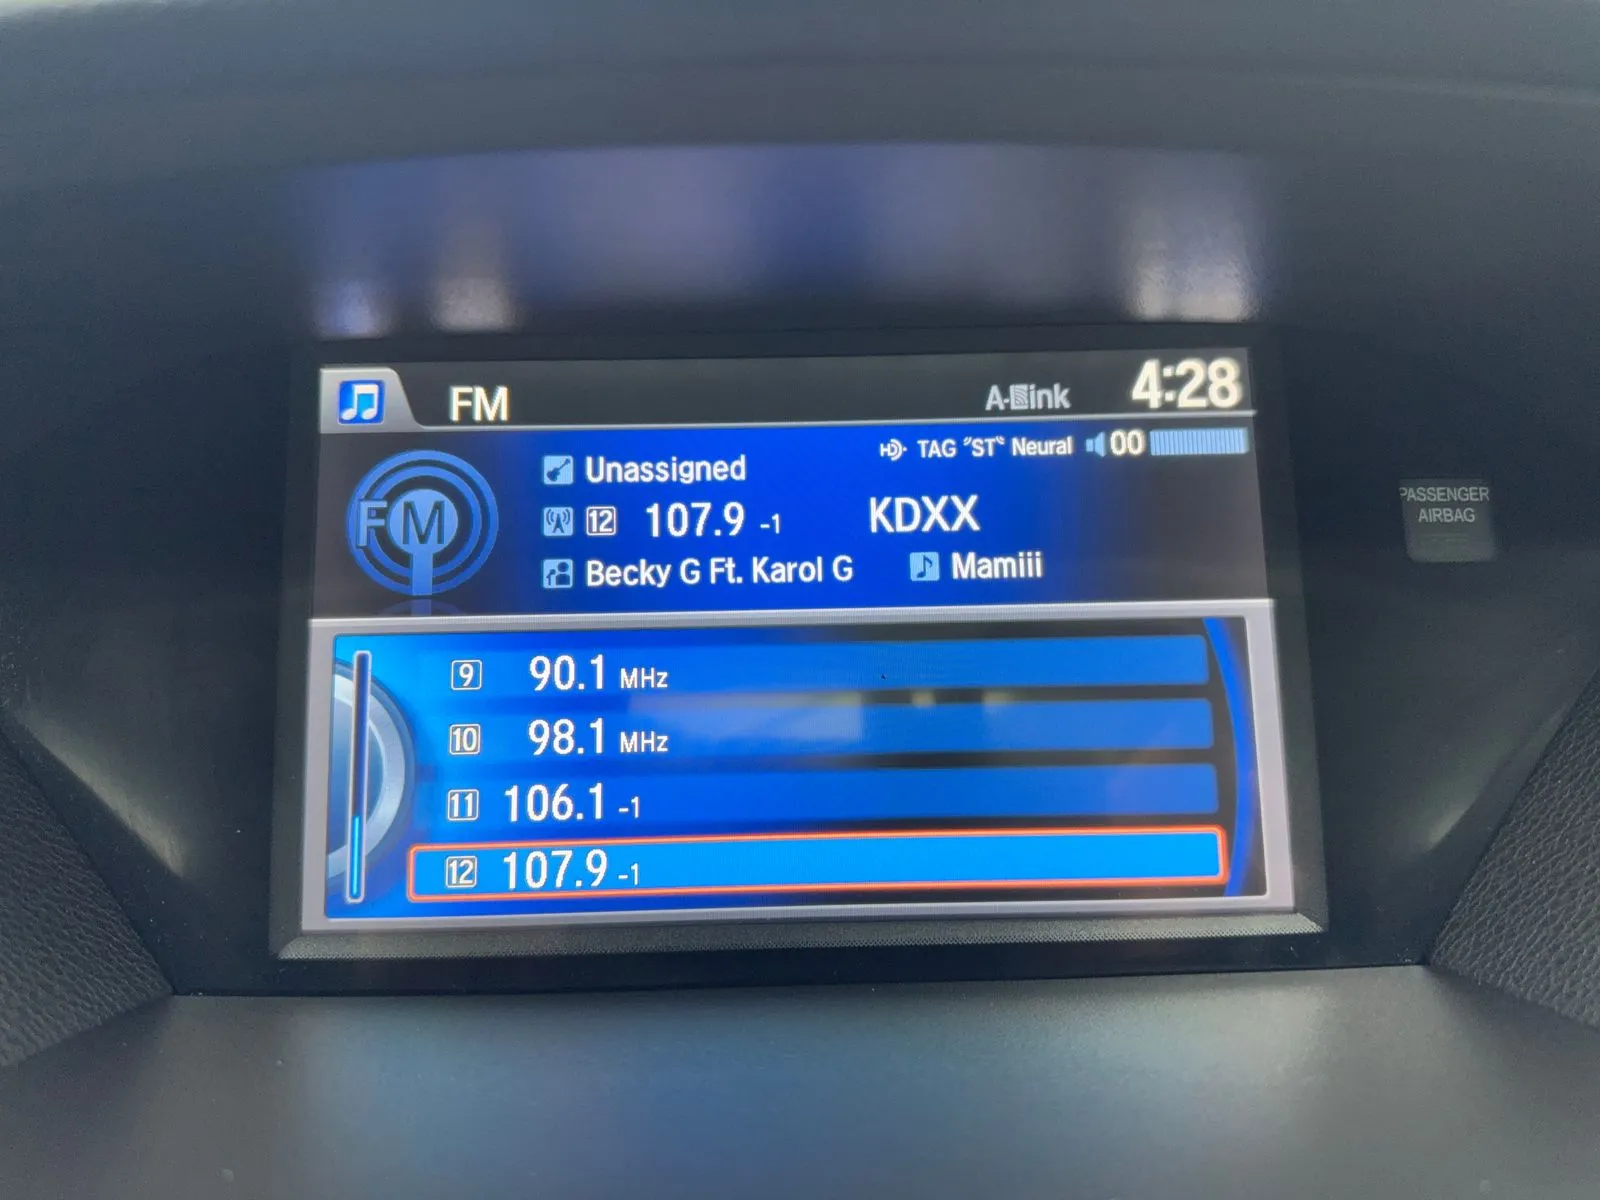 FM A-Link 4:28
HD TAG "ST" Neural 00
FM
Unassigned
12 107.9 -1 KDXX
Becky G Ft. Karol G Mamiii
9 90.1 MHz
10 98.1 MHz
11 106.1 -1
12 107.9 -1
PASSENGER
AIRBAG